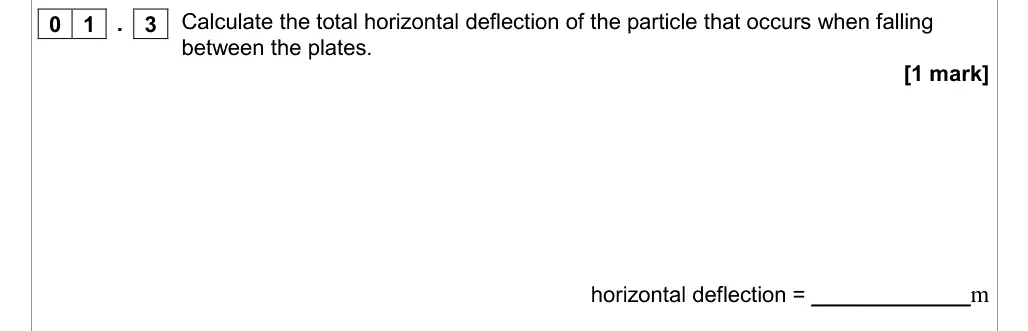 0 1 . 3 Calculate the total horizontal deflection of the particle that occurs when falling
between the plates.
[1 mark]
horizontal deflection = ______________m